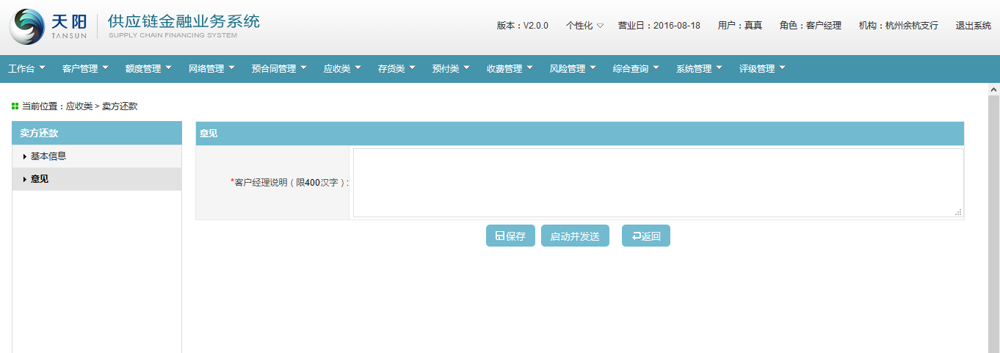 天阳 供应链金融业务系统
TANSUN SUPPLY CHAIN FINANCING SYSTEM
版本：V2.0.0 个性化 营业日：2016-08-18 用户：真真 角色：客户经理 机构：杭州余杭支行 退出系统
工作台 客户管理 额度管理 网络管理 预合同管理 应收类 存货类 预付类 收费管理 风险管理 综合查询 系统管理 评级管理
当前位置：应收类 > 卖方还款
卖方还款
基本信息
意见
意见
*客户经理说明（限400汉字）:
保存 启动并发送 返回